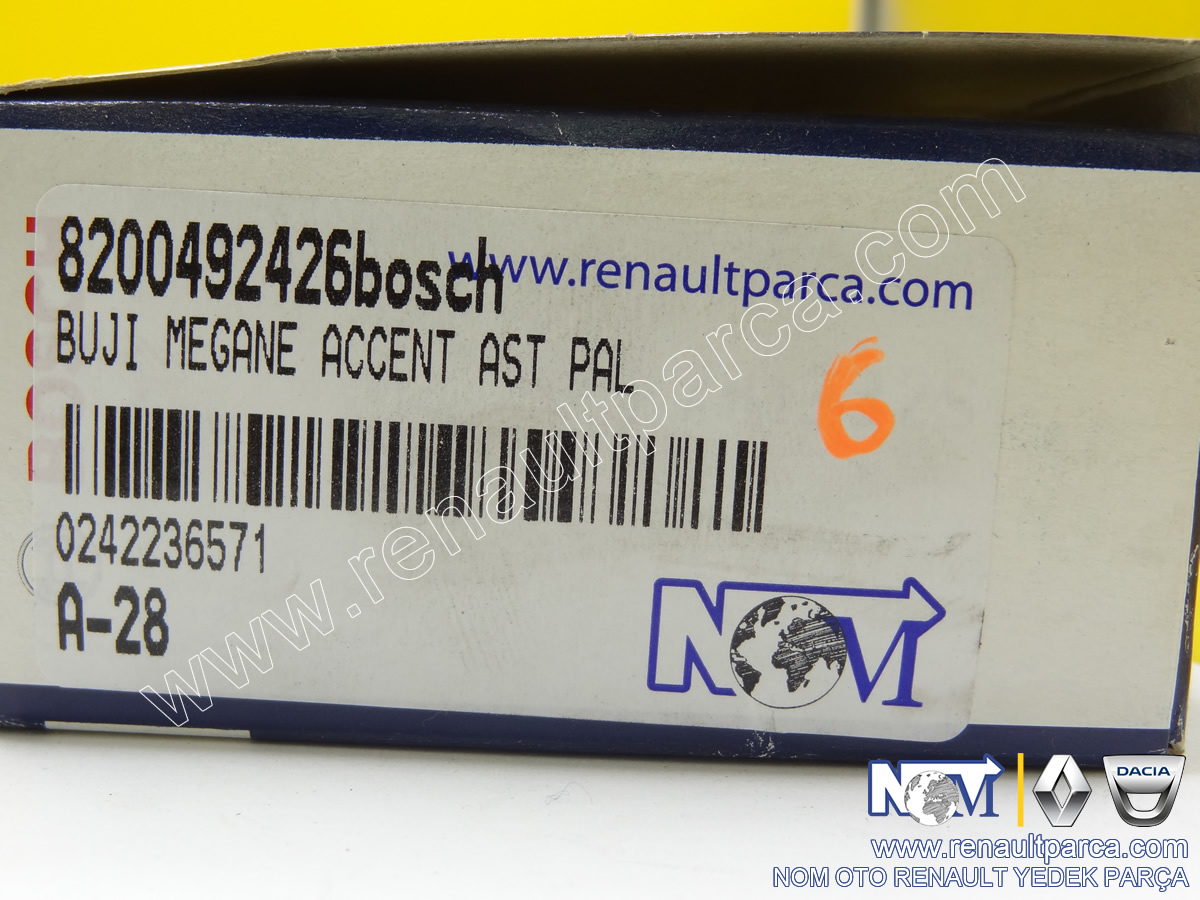 8200492426bosch
www.renaultparca.com
BUJI MEGANE ACCENT AST PAL
6
0242236571
A-28
NOM
www.renaultparca.com
NOM
DACIA
www.renaultparca.com
NOM OTO RENAULT YEDEK PARÇA